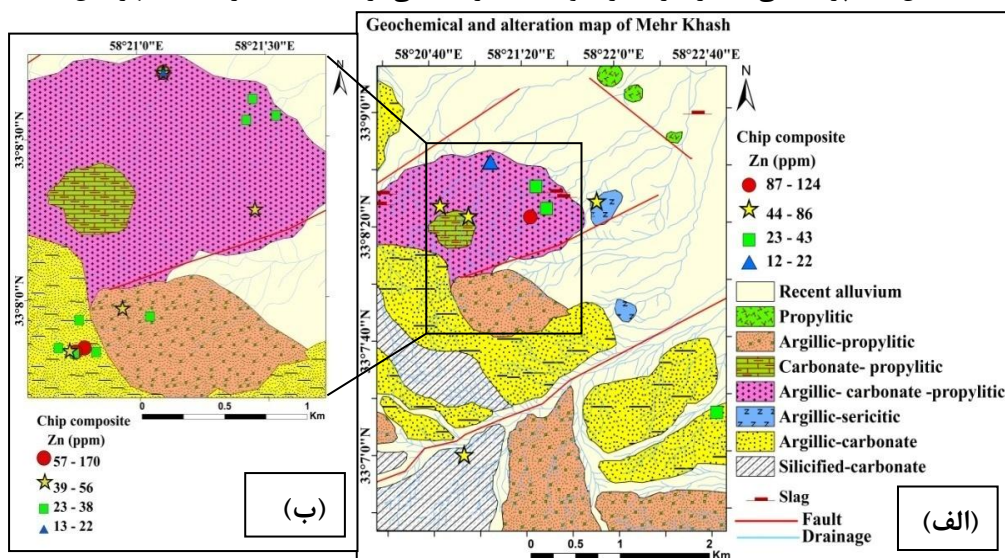 Geochemical and alteration map of Mehr Khash
58°21'0"E 58°21'30"E
N
33°8'30"N
33°8'0"N
0 0.5 1
Km
Chip composite
Zn (ppm)
57 - 170
39 - 56
23 - 38
13 - 22
(ب)
58°20'40"E 58°21'20"E 58°22'0"E 58°22'40"E
N
33°9'0"N
33°8'20"N
33°7'40"N
33°7'0"N
0 0.5 1 2
Km
Chip composite
Zn (ppm)
87 - 124
44 - 86
23 - 43
12 - 22
Recent alluvium
Propylitic
Argillic-propylitic
Carbonate- propylitic
Argillic- carbonate -propylitic
Argillic-sericitic
Argillic-carbonate
Silicified-carbonate
Slag
Fault
Drainage
(الف)